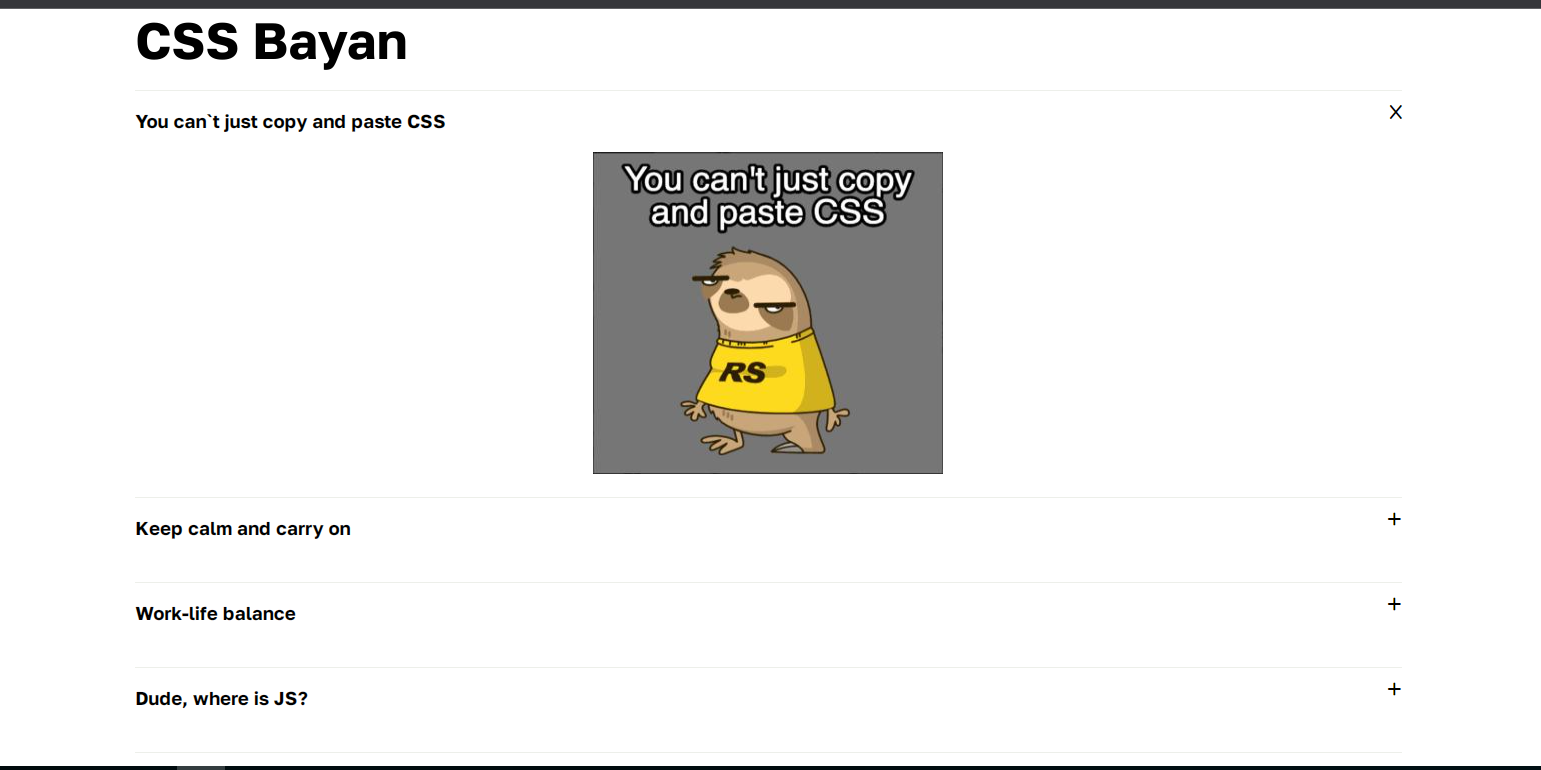 CSS Bayan
You can`t just copy and paste CSS
X
You can't just copy
and paste CSS
RS
Keep calm and carry on
+
Work-life balance
+
Dude, where is JS?
+